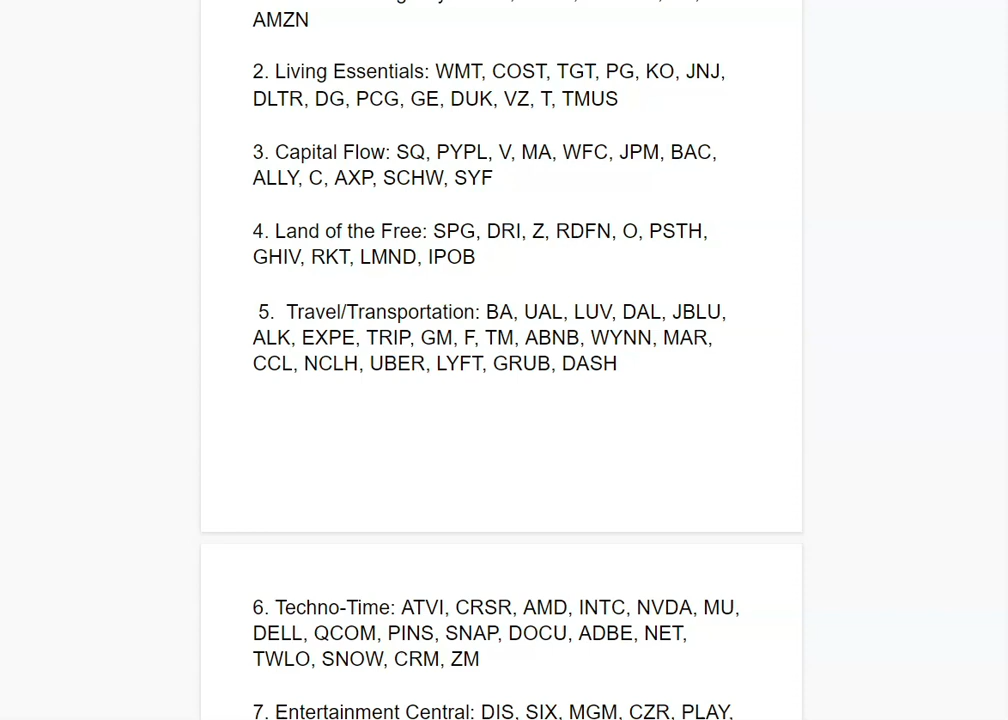 AMZN
2. Living Essentials: WMT, COST, TGT, PG, KO, JNJ,
DLTR, DG, PCG, GE, DUK, VZ, T, TMUS
3. Capital Flow: SQ, PYPL, V, MA, WFC, JPM, BAC,
ALLY, C, AXP, SCHW, SYF
4. Land of the Free: SPG, DRI, Z, RDFN, O, PSTH,
GHIV, RKT, LMND, IPOB
5. Travel/Transportation: BA, UAL, LUV, DAL, JBLU,
ALK, EXPE, TRIP, GM, F, TM, ABNB, WYNN, MAR,
CCL, NCLH, UBER, LYFT, GRUB, DASH
6. Techno-Time: ATVI, CRSR, AMD, INTC, NVDA, MU,
DELL, QCOM, PINS, SNAP, DOCU, ADBE, NET,
TWLO, SNOW, CRM, ZM
7. Entertainment Central: DIS, SIX, MGM, CZR, PLAY,